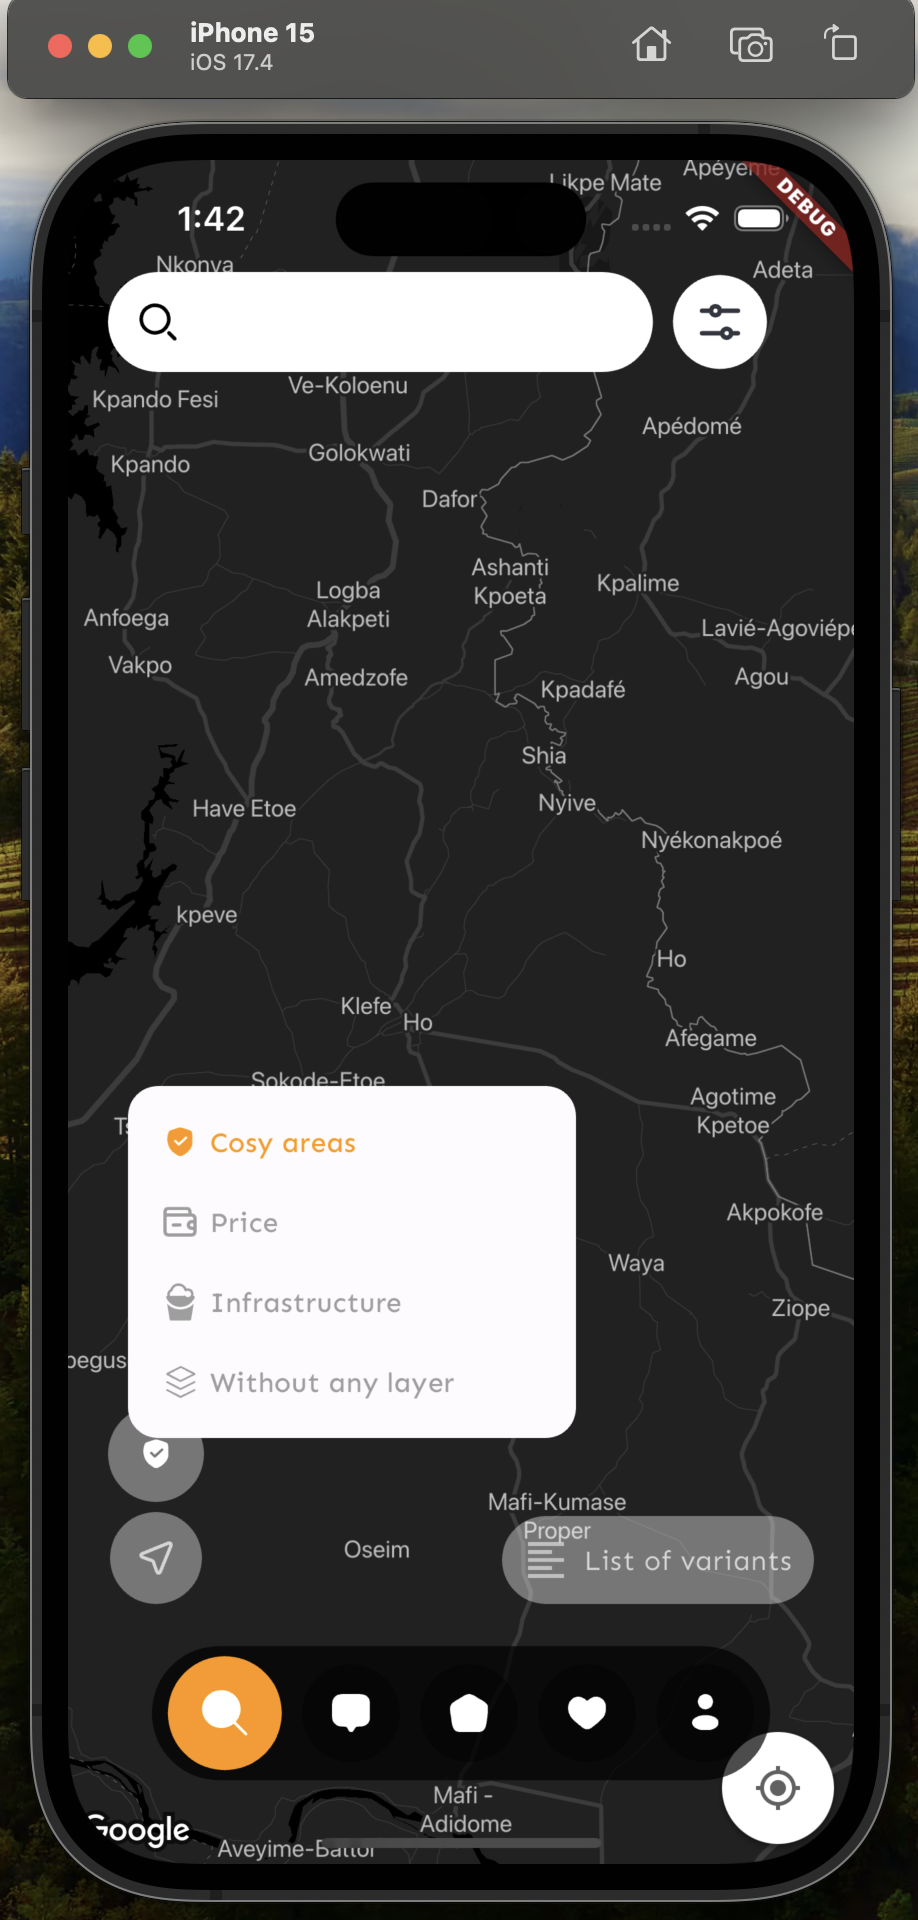 iPhone 15
iOS 17.4
Likpe Mate
Apéyeme
DEBUG
1:42
Nkonya
Adeta
Kpando Fesi
Ve-Koloenu
Apédomé
Kpando
Golokwati
Dafor
Ashanti
Kpoeta
Kpalime
Logba
Alakpeti
Anfoega
Lavié-Agoviépé
Vakpo
Amedzofe
Agou
Kpadafé
Shia
Nyive
Have Etoe
Nyékonakpoé
kpeve
Ho
Klefe
Ho
Afegame
Sokode-Etoe
Agotime
Kpetoe
Ts
Cosy areas
Price
Akpokofe
Infrastructure
Waya
Ziope
pegus
Without any layer
Mafi-Kumase
Proper
Oseim
List of variants
Mafi -
Adidome
Google
Aveyime-Battor